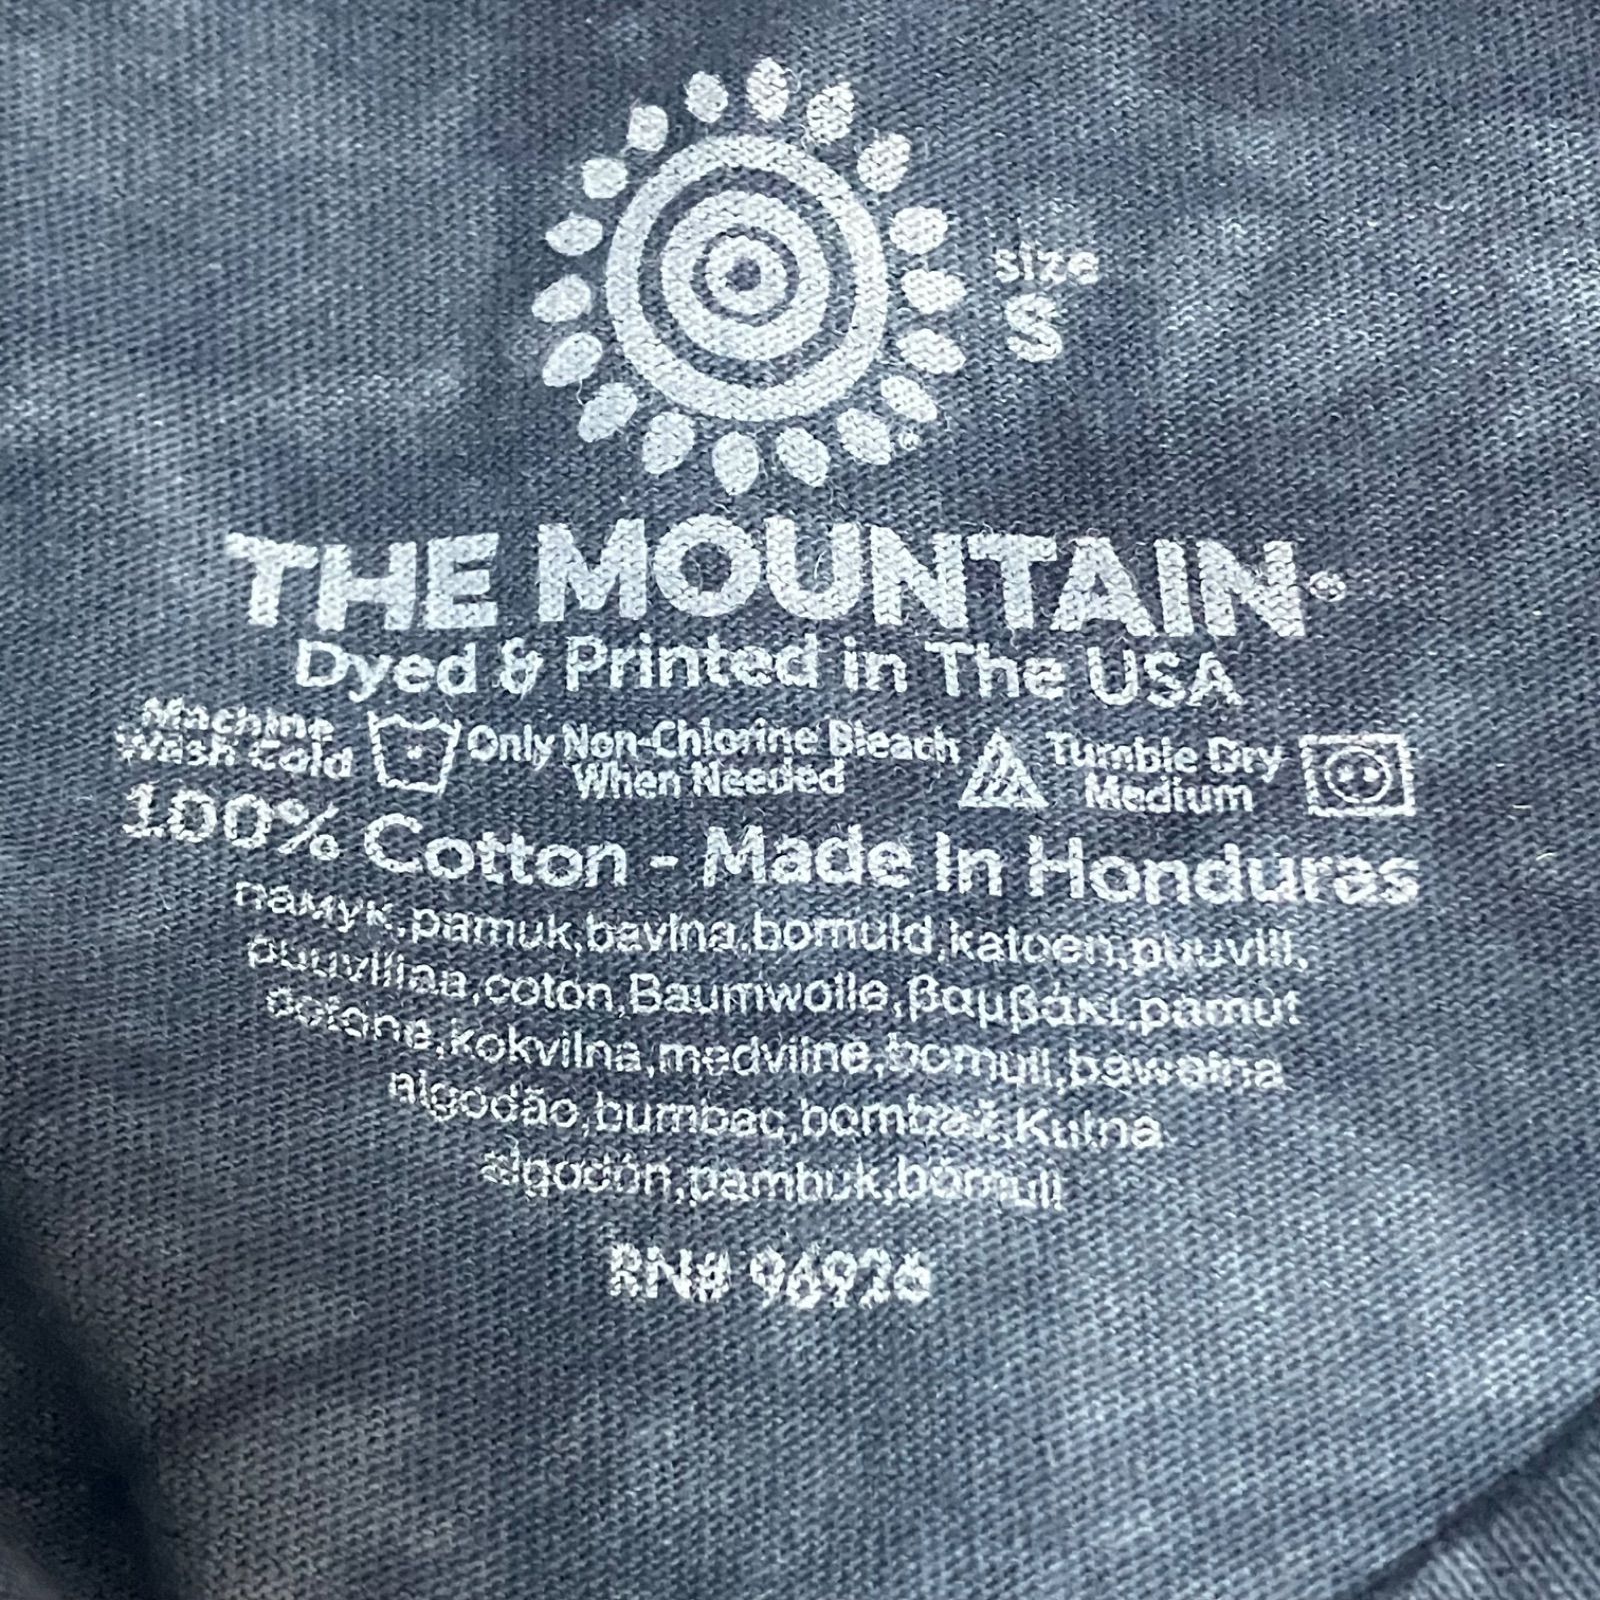 size
S
THE MOUNTAIN®
Dyed & Printed in The USA
Machine
Wash Cold
Only Non-Chlorine Bleach
When Needed
Tumble Dry
Medium
100% Cotton - Made In Honduras
памук,pamuk,bavlna,bomuld,katoen,puuvill,
puuvillaa,coton,Baumwolle,βαμβάκι,pamut
cotone,kokvilna,medvilne,bomull,bawełna
algodão,bumbac,bombaž,Kutna
algodón,pambuk,bomull
RN# 96926